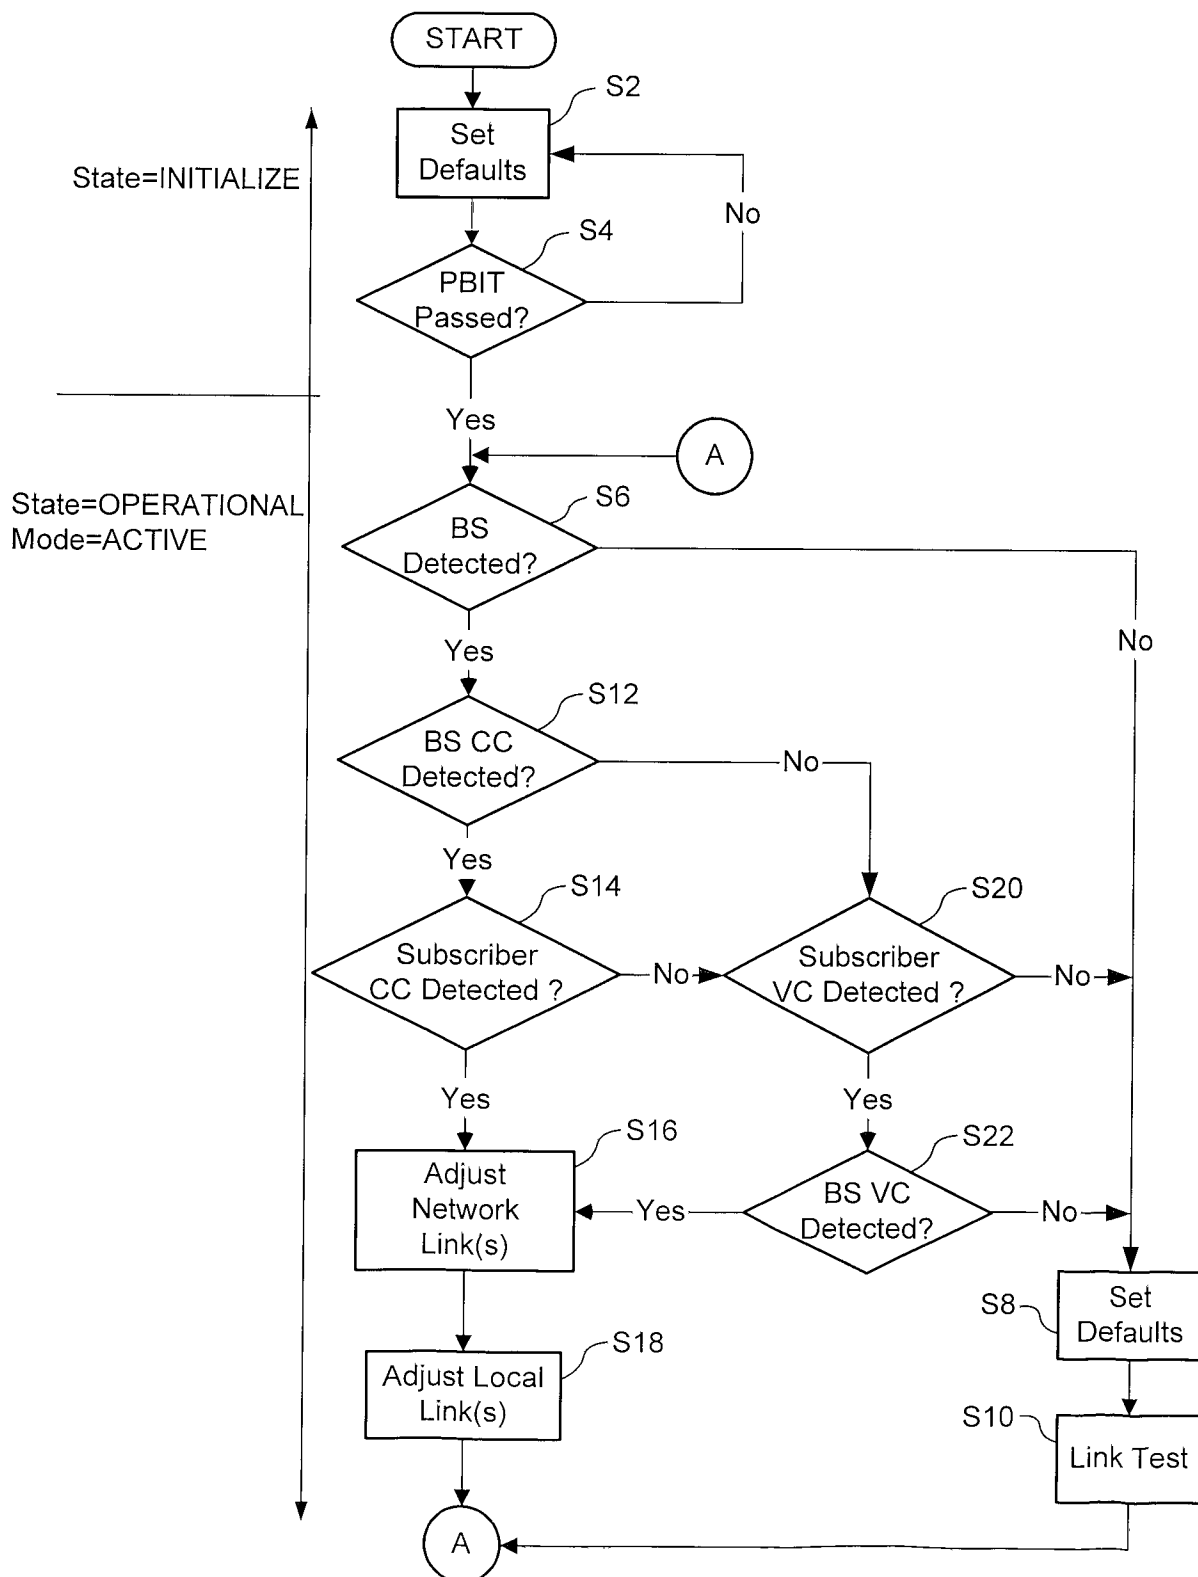 START
S2
Set
Defaults
State=INITIALIZE
No
S4
PBIT
Passed?
Yes
A
State=OPERATIONAL
Mode=ACTIVE
S6
BS
Detected?
No
Yes
S12
BS CC
Detected?
No
Yes
S14
S20
Subscriber
CC Detected ?
No
Subscriber
VC Detected ?
No
Yes
Yes
S16
S22
Adjust
Network
Link(s)
Yes
BS VC
Detected?
No
S8
Set
Defaults
S18
Adjust Local
Link(s)
S10
Link Test
A